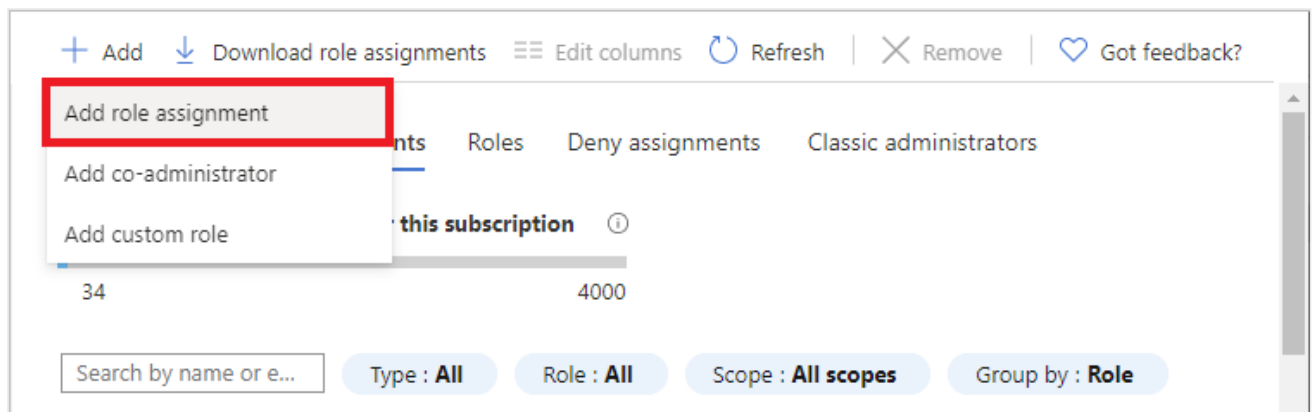 Add Download role assignments Edit columns Refresh Remove Got feedback?
Add role assignment
nts Roles Deny assignments Classic administrators
Add co-administrator
this subscription
Add custom role
34 4000
Search by name or e... Type : All Role : All Scope : All scopes Group by : Role